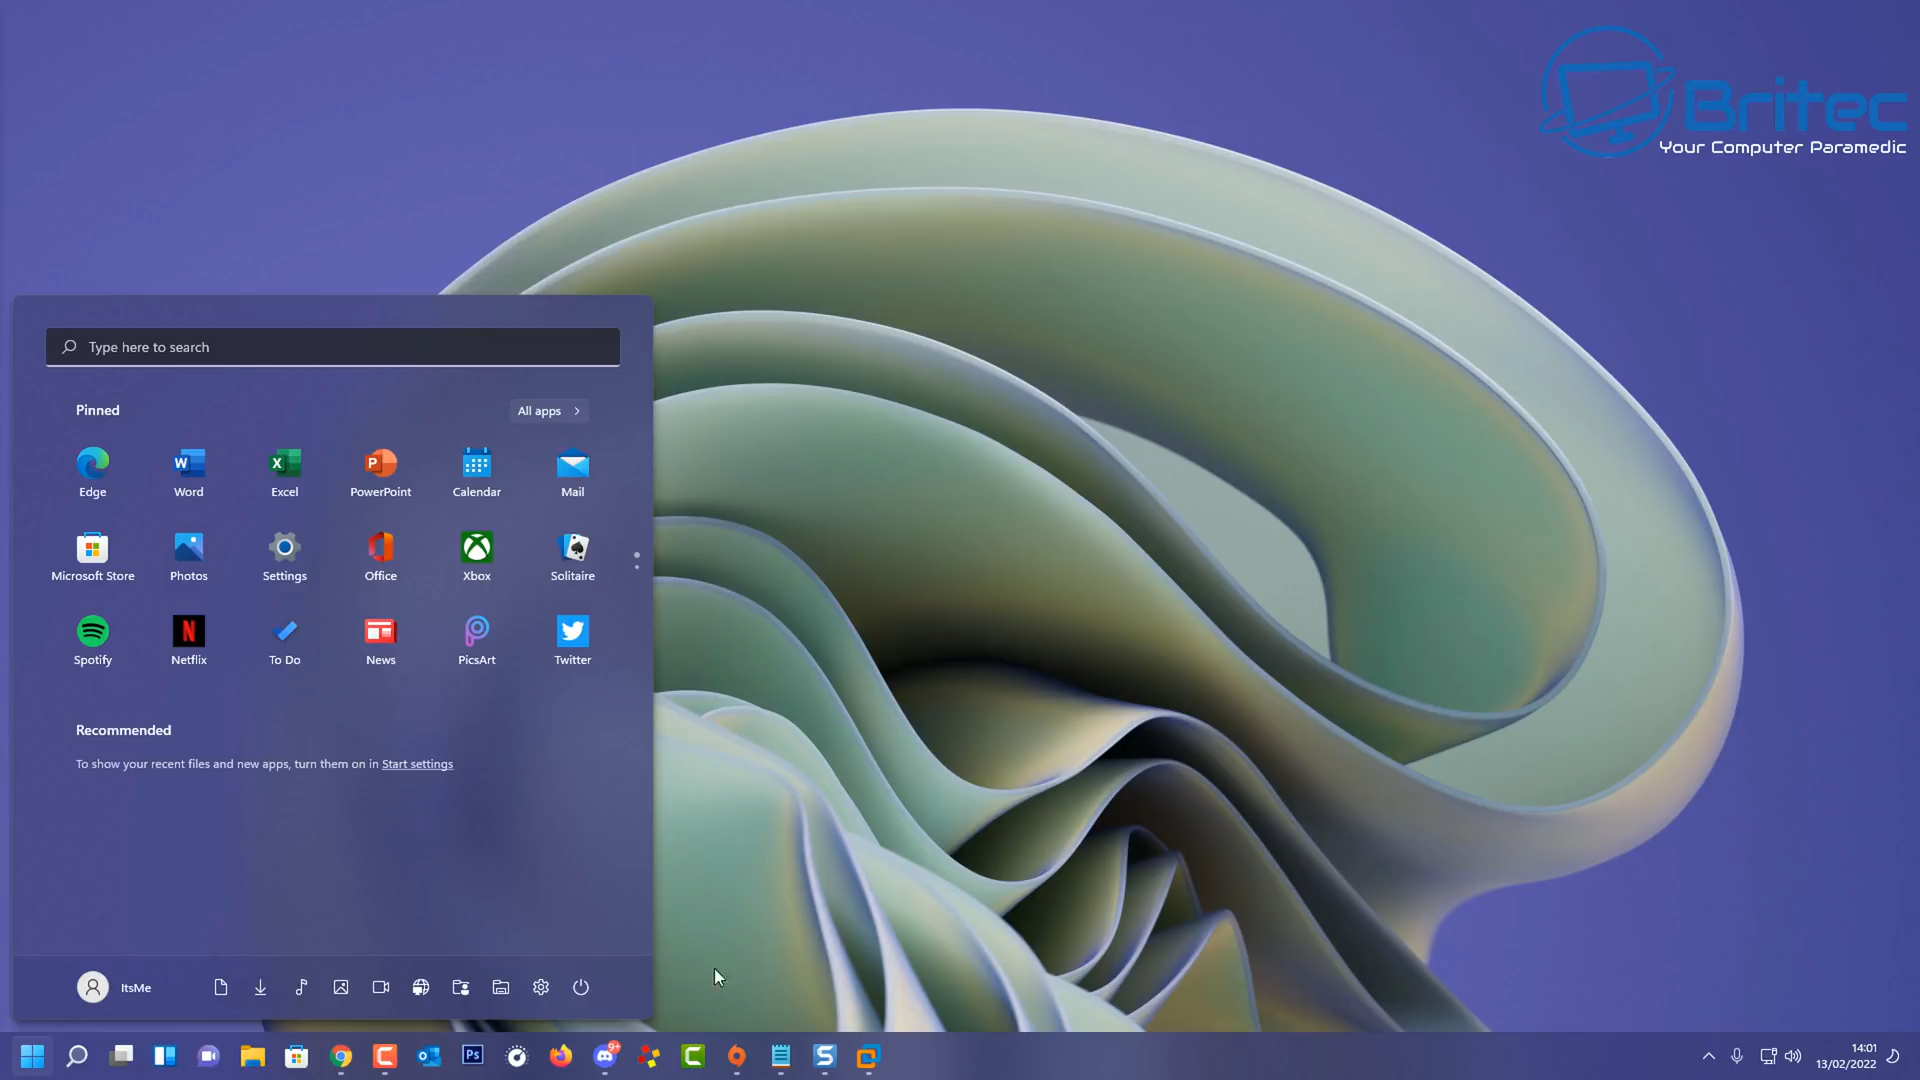 Britec
Your Computer Paramedic
Type here to search
Pinned
All apps
Edge
Word
Excel
PowerPoint
Calendar
Mail
Microsoft Store
Photos
Settings
Office
Xbox
Solitaire
Spotify
Netflix
To Do
News
PicsArt
Twitter
Recommended
To show your recent files and new apps, turn them on in Start settings
ItsMe
Ps
9+
14:01
13/02/2022